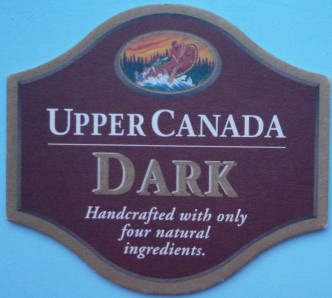 UPPER CANADA
DARK
Handcrafted with only
four natural
ingredients.